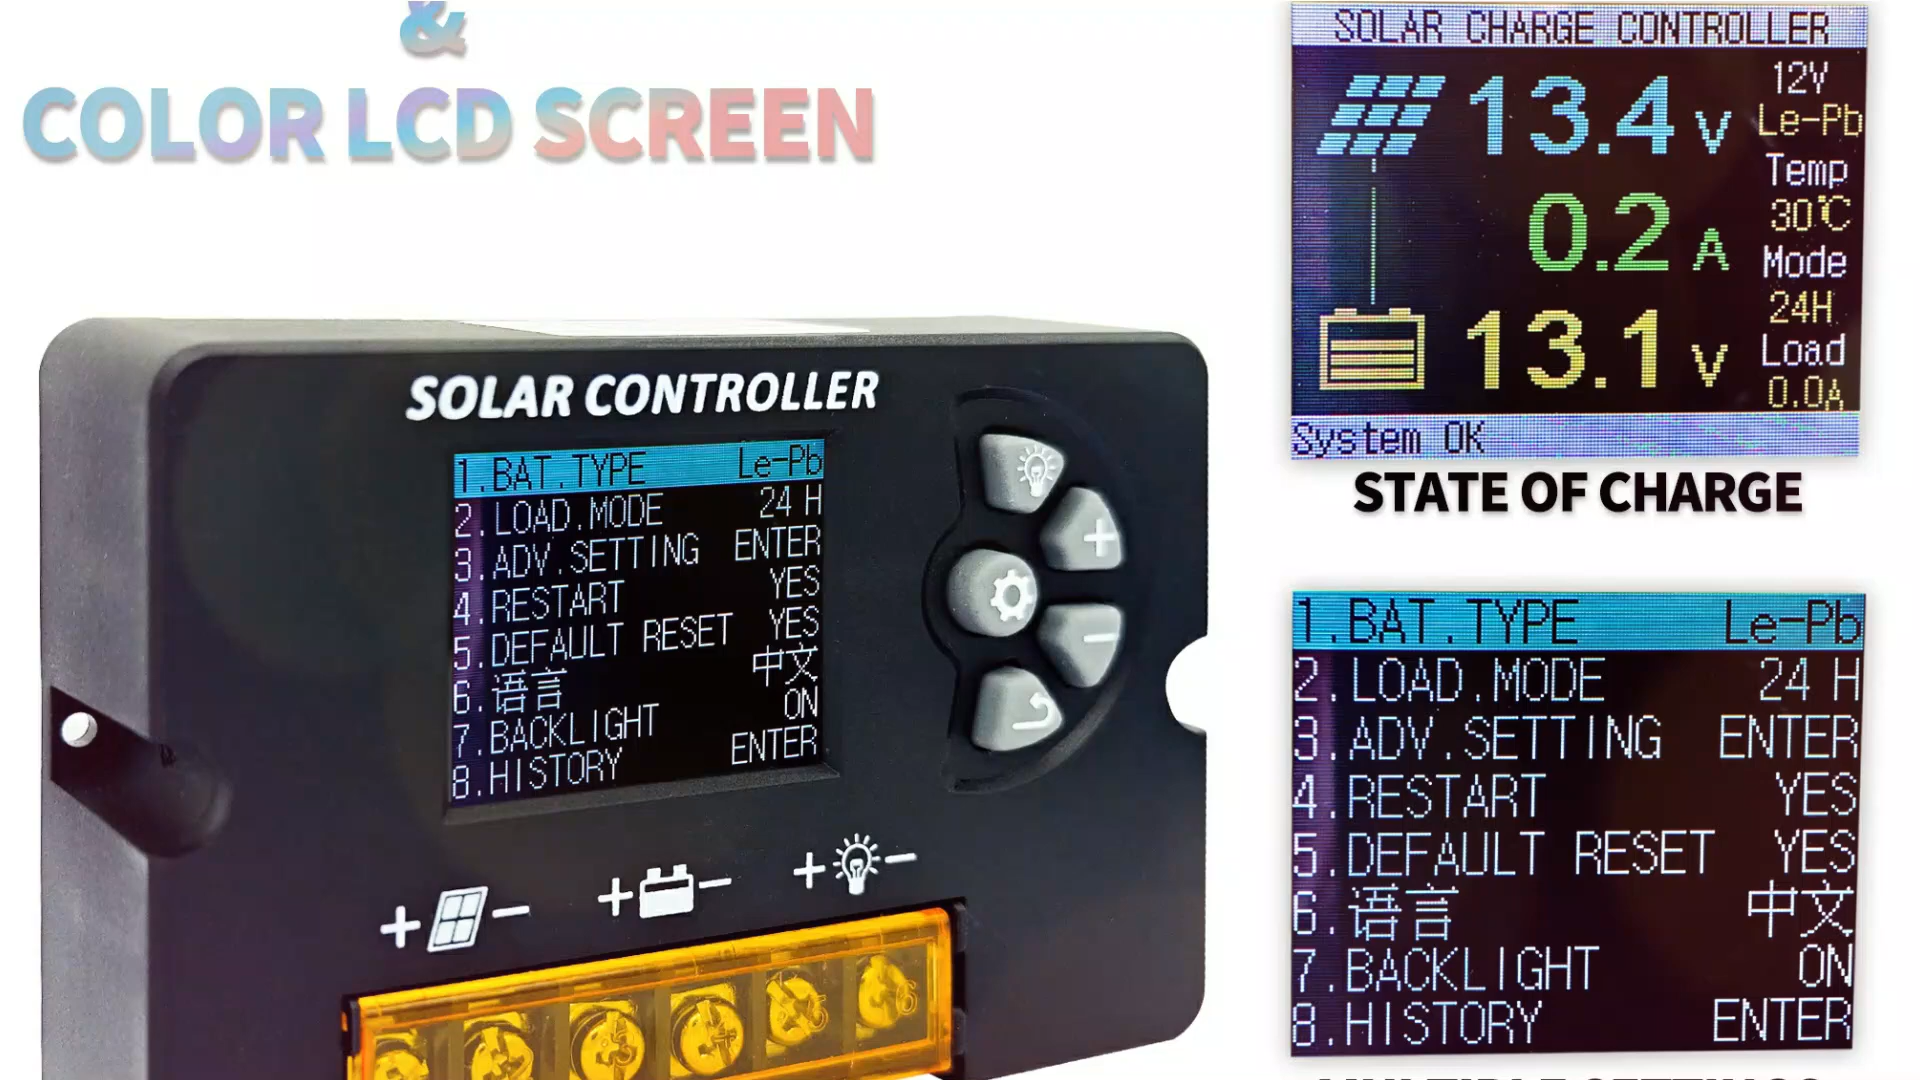 &
COLOR LCD SCREEN
SOLAR CONTROLLER
1.BAT.TYPE Le-Pb
2.LOAD.MODE 24 H
3.ADV.SETTING ENTER
4.RESTART YES
5.DEFAULT RESET YES
6.语言 中文
7.BACKLIGHT ON
8.HISTORY ENTER
SOLAR CHARGE CONTROLLER
13.4 V
0.2 A
13.1 V
12V
Le-Pb
Temp
30℃
Mode
24H
Load
0.0A
System OK
STATE OF CHARGE
1.BAT.TYPE Le-Pb
2.LOAD.MODE 24 H
3.ADV.SETTING ENTER
4.RESTART YES
5.DEFAULT RESET YES
6.语言 中文
7.BACKLIGHT ON
8.HISTORY ENTER